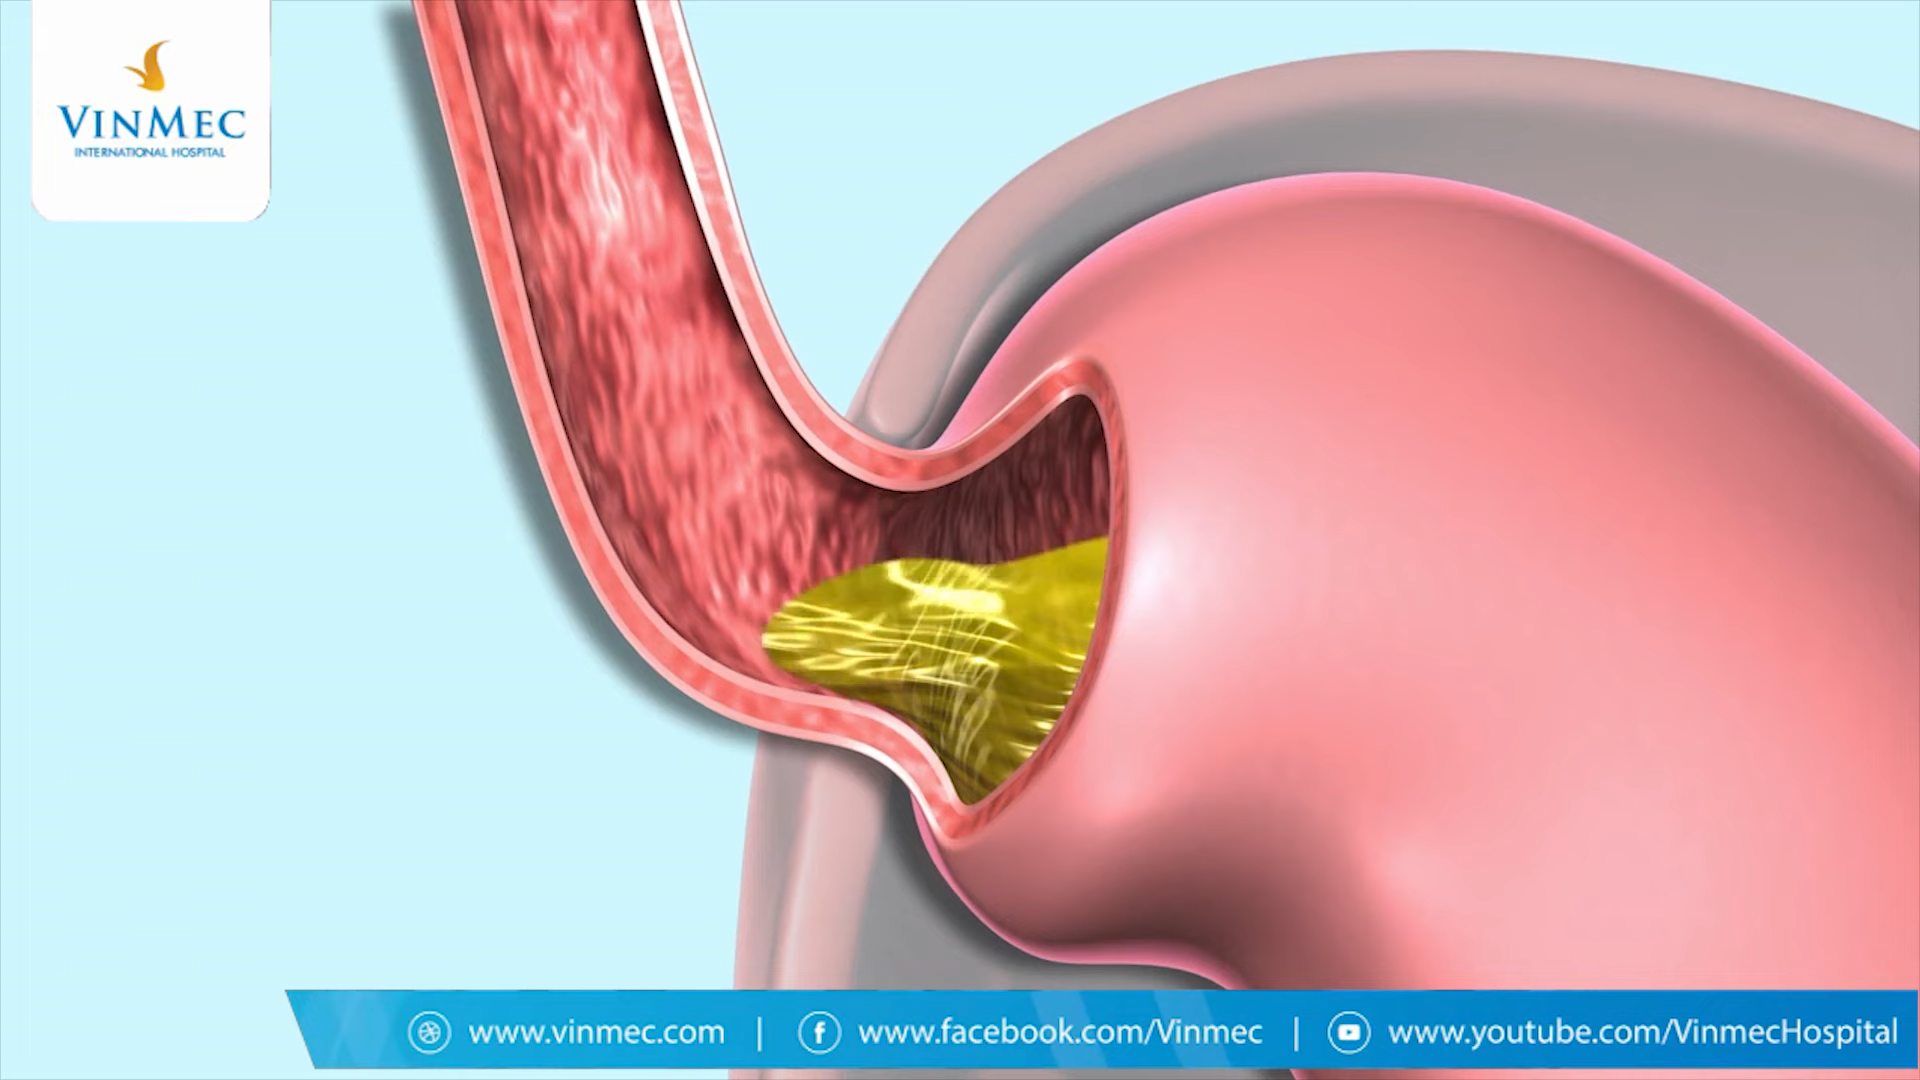 VINMEC
INTERNATIONAL HOSPITAL
www.vinmec.com | www.facebook.com/Vinmec | www.youtube.com/VinmecHospital